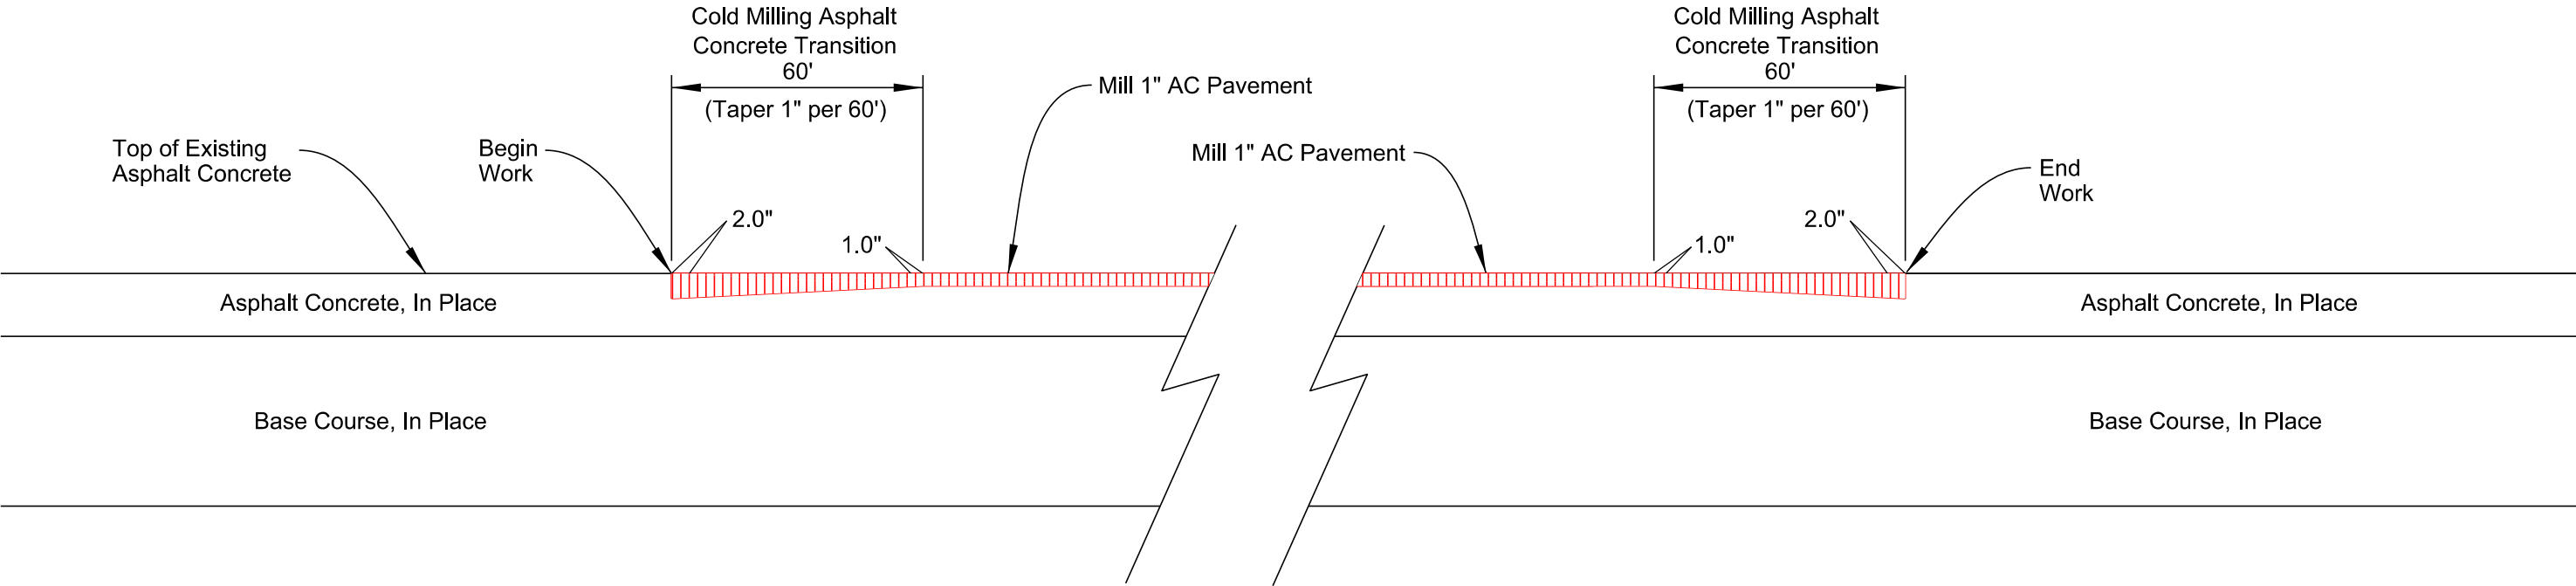 Cold Milling Asphalt
Concrete Transition
60'
(Taper 1" per 60')
Cold Milling Asphalt
Concrete Transition
60'
(Taper 1" per 60')
Mill 1" AC Pavement
Mill 1" AC Pavement
Top of Existing
Asphalt Concrete
Begin
Work
End
Work
2.0"
1.0"
1.0"
2.0"
Asphalt Concrete, In Place
Asphalt Concrete, In Place
Base Course, In Place
Base Course, In Place